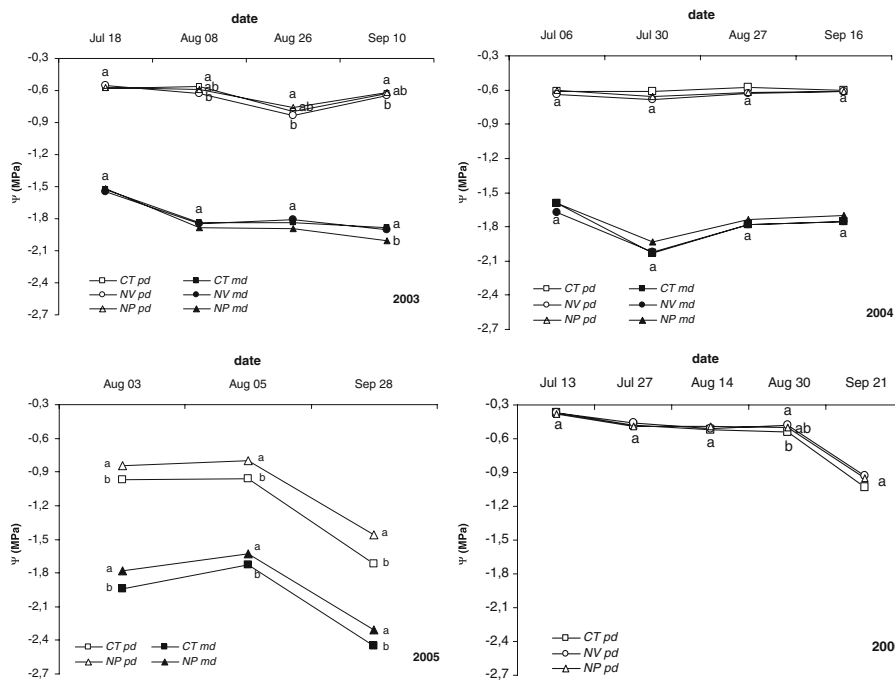 date
Jul 18 Aug 08 Aug 26 Sep 10
-0,3
-0,6
-0,9
-1,2
-1,5
-1,8
-2,1
-2,4
-2,7
Ψ (MPa)
a a ab b a ab b a ab b
a a a a b
CT pd CT md
NV pd NV md
NP pd NP md
2003
date
Jul 06 Jul 30 Aug 27 Sep 16
-0,3
-0,6
-0,9
-1,2
-1,5
-1,8
-2,1
-2,4
-2,7
Ψ (MPa)
a a a a
a a a a
CT pd CT md
NV pd NV md
NP pd NP md
2004
date
Aug 03 Aug 05 Sep 28
-0,3
-0,6
-0,9
-1,2
-1,5
-1,8
-2,1
-2,4
-2,7
Ψ (MPa)
a b a b a b
a b a b a b
CT pd CT md
NP pd NP md
2005
date
Jul 13 Jul 27 Aug 14 Aug 30 Sep 21
-0,3
-0,6
-0,9
-1,2
-1,5
-1,8
-2,1
-2,4
-2,7
Ψ (MPa)
a a a a ab b a
CT pd
NV pd
NP pd
200